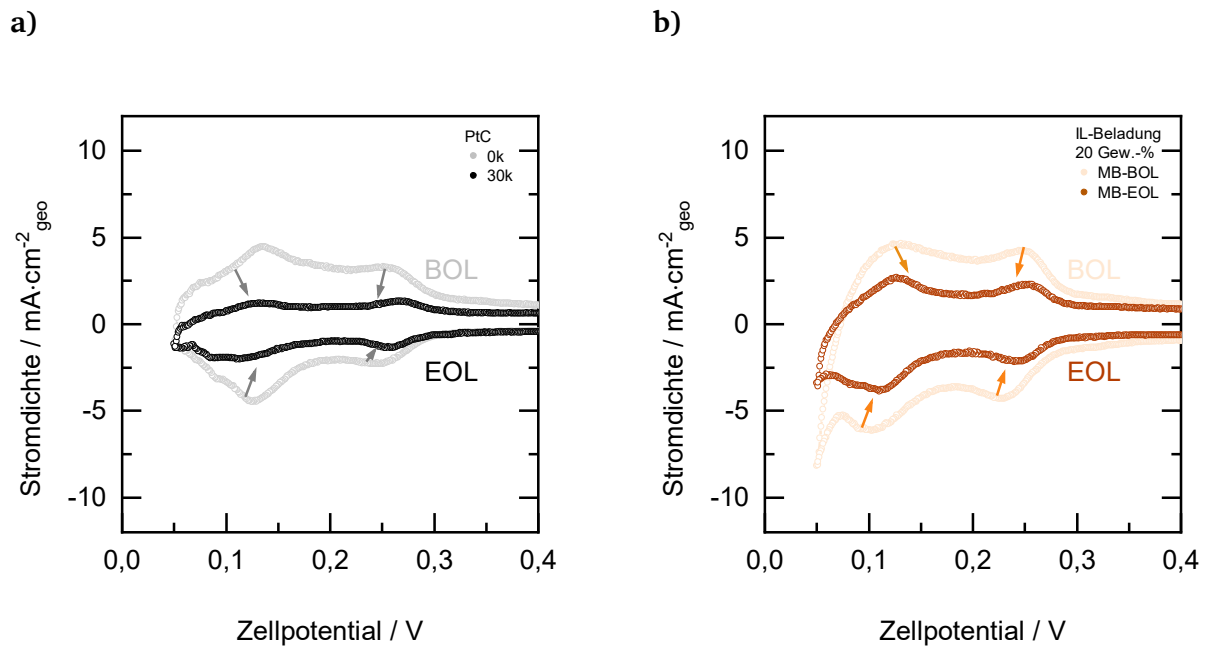 a)
PtC
0k
30k
BOL
EOL
10
5
0
-5
-10
0,0
0,1
0,2
0,3
0,4
Stromdichte / mA·cm⁻²geo
Zellpotential / V
b)
IL-Beladung
20 Gew.-%
MB-BOL
MB-EOL
BOL
EOL
10
5
0
-5
-10
0,0
0,1
0,2
0,3
0,4
Stromdichte / mA·cm⁻²geo
Zellpotential / V